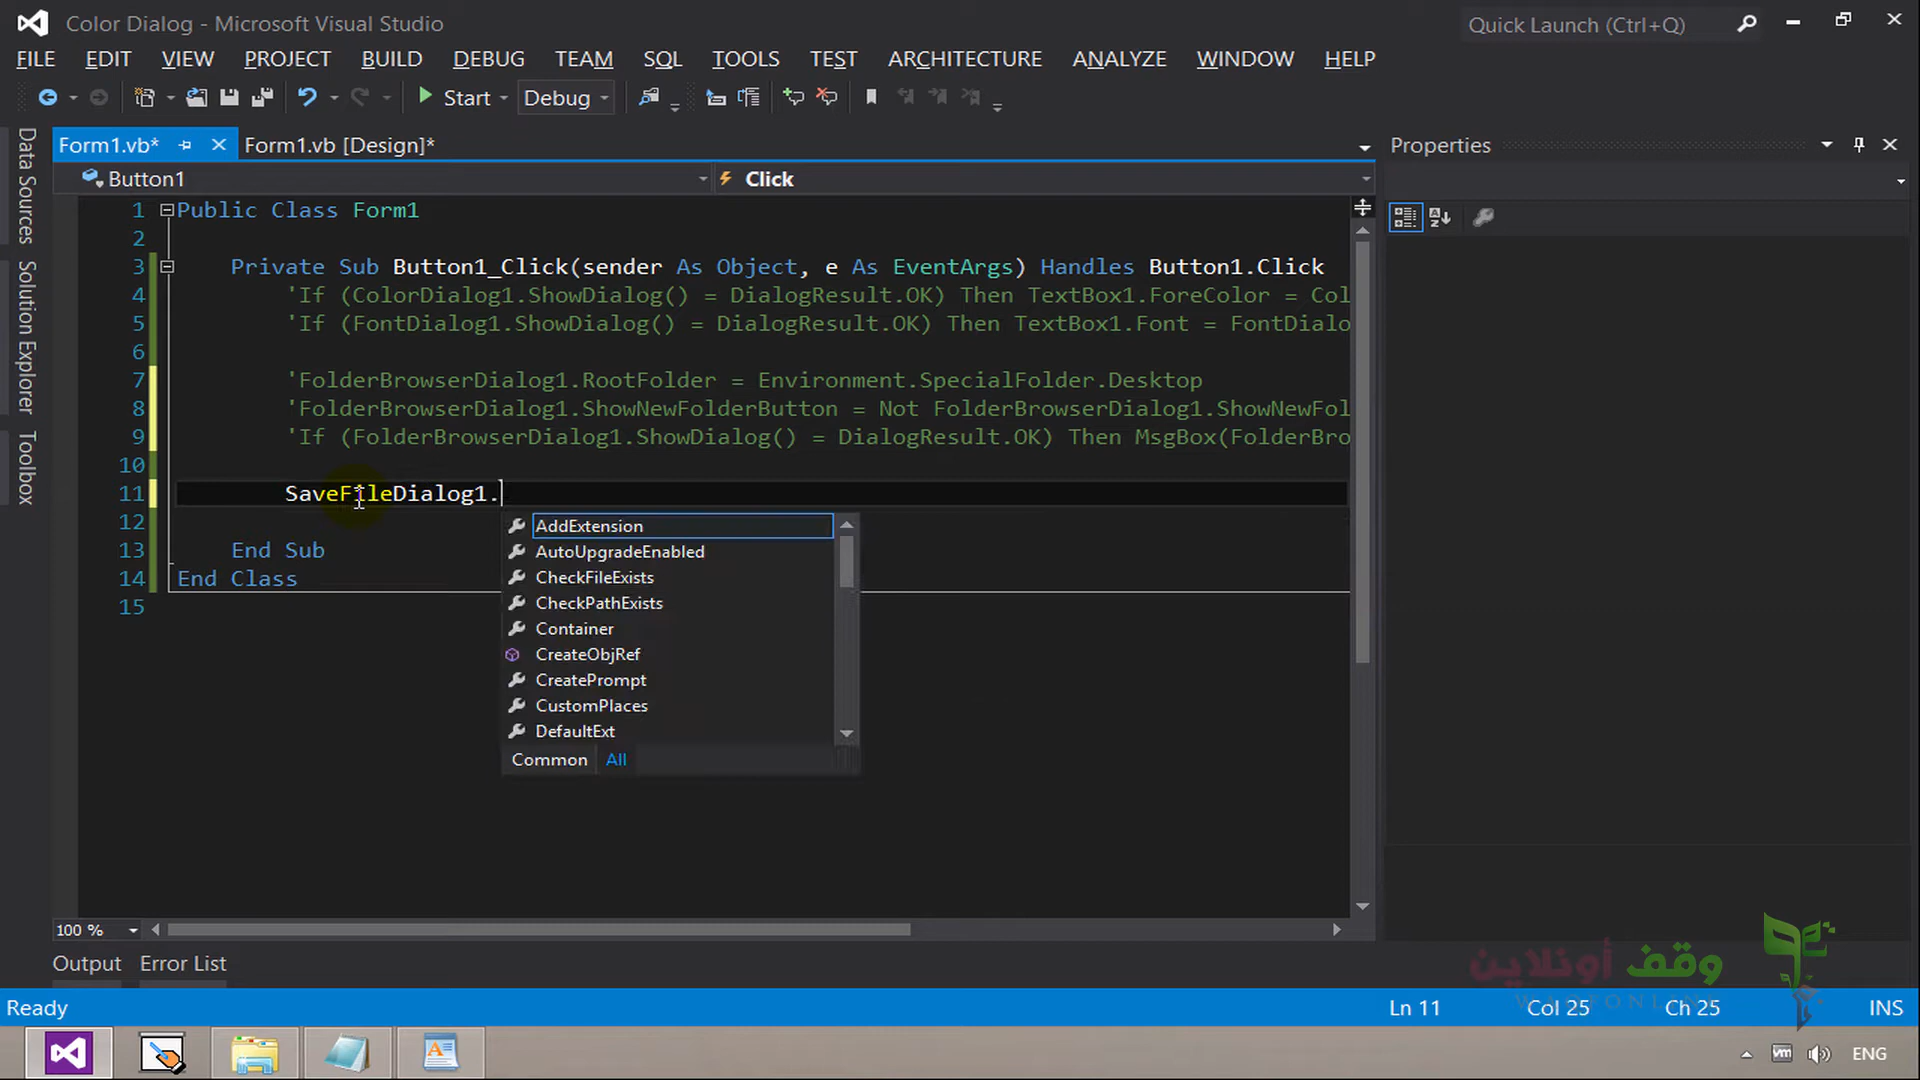 Color Dialog - Microsoft Visual Studio
Quick Launch (Ctrl+Q)
FILE EDIT VIEW PROJECT BUILD DEBUG TEAM SQL TOOLS TEST ARCHITECTURE ANALYZE WINDOW HELP
Start Debug
Form1.vb* Form1.vb [Design]*
Properties
Button1 Click
Data Sources
Solution Explorer
Toolbox
1 Public Class Form1
2
3 Private Sub Button1_Click(sender As Object, e As EventArgs) Handles Button1.Click
4 'If (ColorDialog1.ShowDialog() = DialogResult.OK) Then TextBox1.ForeColor = Col
5 'If (FontDialog1.ShowDialog() = DialogResult.OK) Then TextBox1.Font = FontDialo
6
7 'FolderBrowserDialog1.RootFolder = Environment.SpecialFolder.Desktop
8 'FolderBrowserDialog1.ShowNewFolderButton = Not FolderBrowserDialog1.ShowNewFol
9 'If (FolderBrowserDialog1.ShowDialog() = DialogResult.OK) Then MsgBox(FolderBro
10
11 SaveFileDialog1.
12
13 End Sub
14 End Class
15
AddExtension
AutoUpgradeEnabled
CheckFileExists
CheckPathExists
Container
CreateObjRef
CreatePrompt
CustomPlaces
DefaultExt
Common All
100 %
Output Error List
وقف أونلاين
WAQFONLINE
Ready Ln 11 Col 25 Ch 25 INS
vm ENG